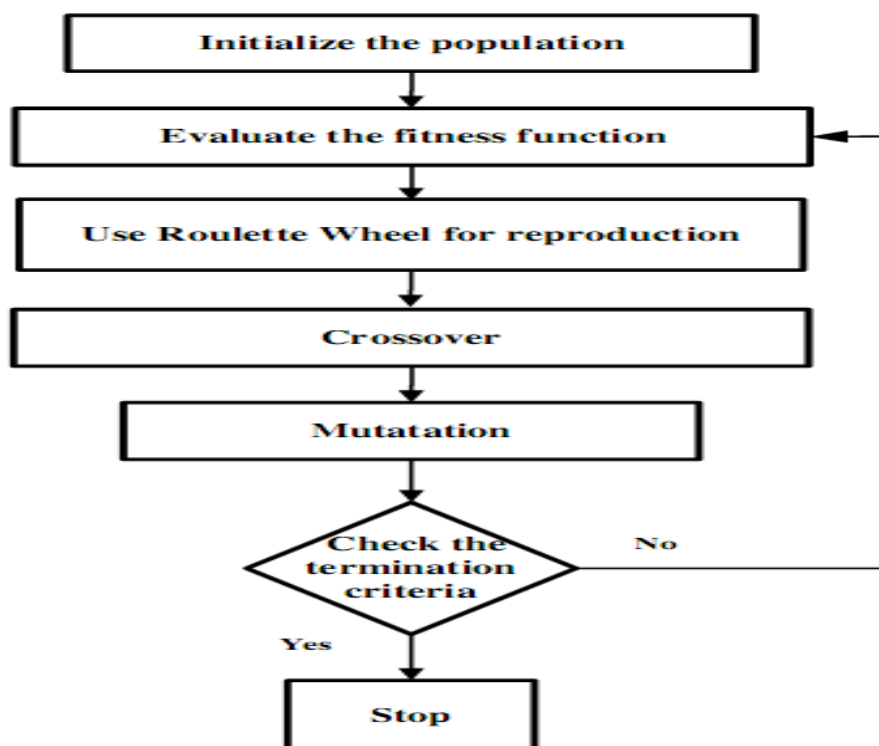 Initialize the population
Evaluate the fitness function
Use Roulette Wheel for reproduction
Crossover
Mutatation
Check the
termination
criteria
No
Yes
Stop